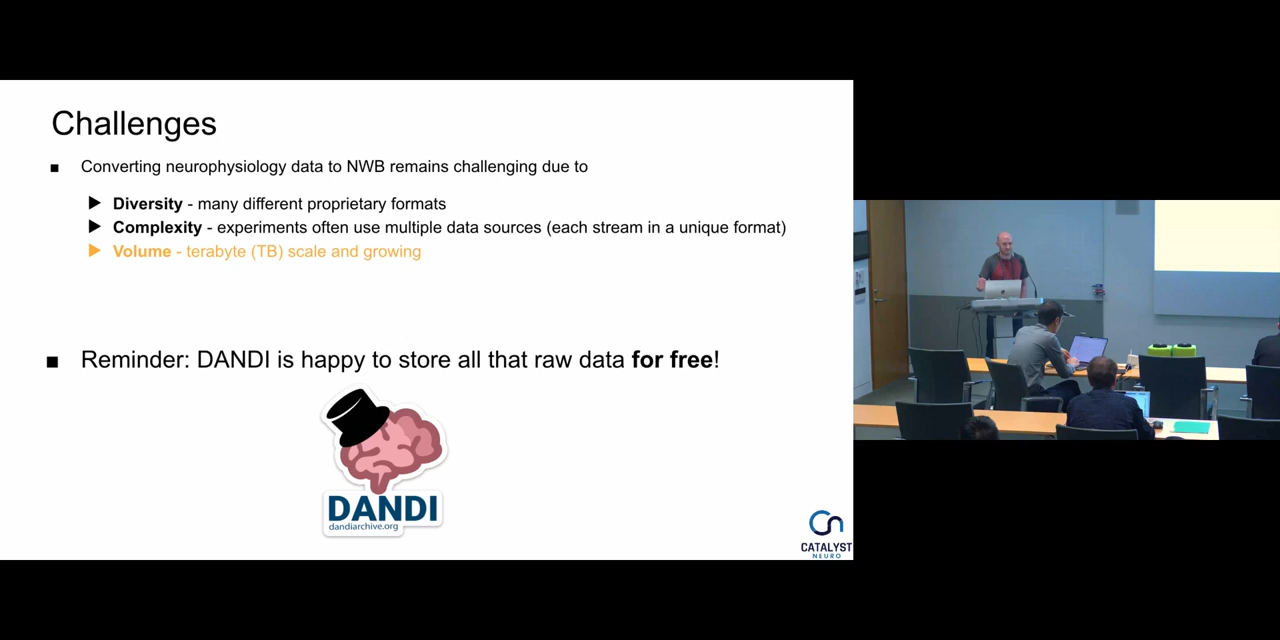 Challenges
■ Converting neurophysiology data to NWB remains challenging due to
▶ Diversity - many different proprietary formats
▶ Complexity - experiments often use multiple data sources (each stream in a unique format)
▶ Volume - terabyte (TB) scale and growing
■ Reminder: DANDI is happy to store all that raw data for free!
DANDI
dandiarchive.org
CATALYST
NEURO